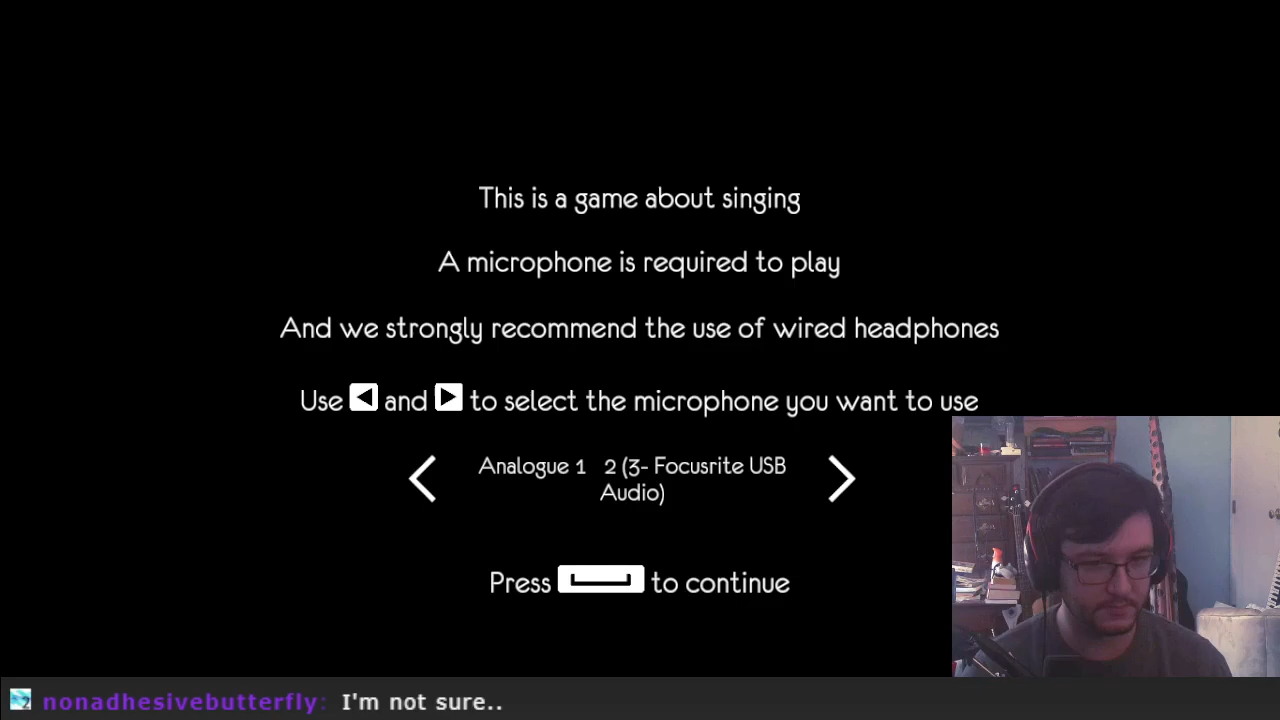 This is a game about singing
A microphone is required to play
And we strongly recommend the use of wired headphones
Use ◀ and ▶ to select the microphone you want to use
Analogue 1 2 (3- Focusrite USB
Audio)
Press to continue
nonadhesivebutterfly: I'm not sure..